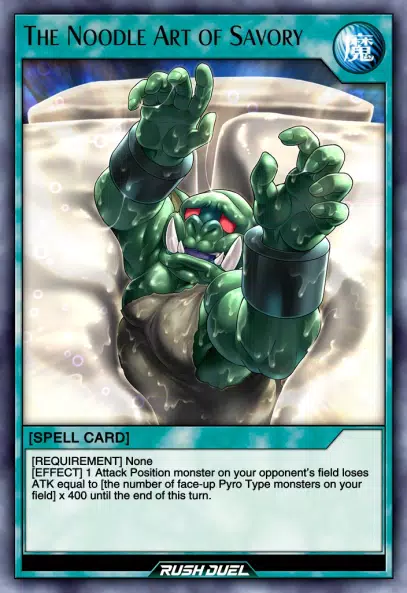 The Noodle Art of Savory
魔
[SPELL CARD]
[REQUIREMENT] None
[EFFECT] 1 Attack Position monster on your opponent's field loses
ATK equal to [the number of face-up Pyro Type monsters on your
field] x 400 until the end of this turn.
RUSH DUEL